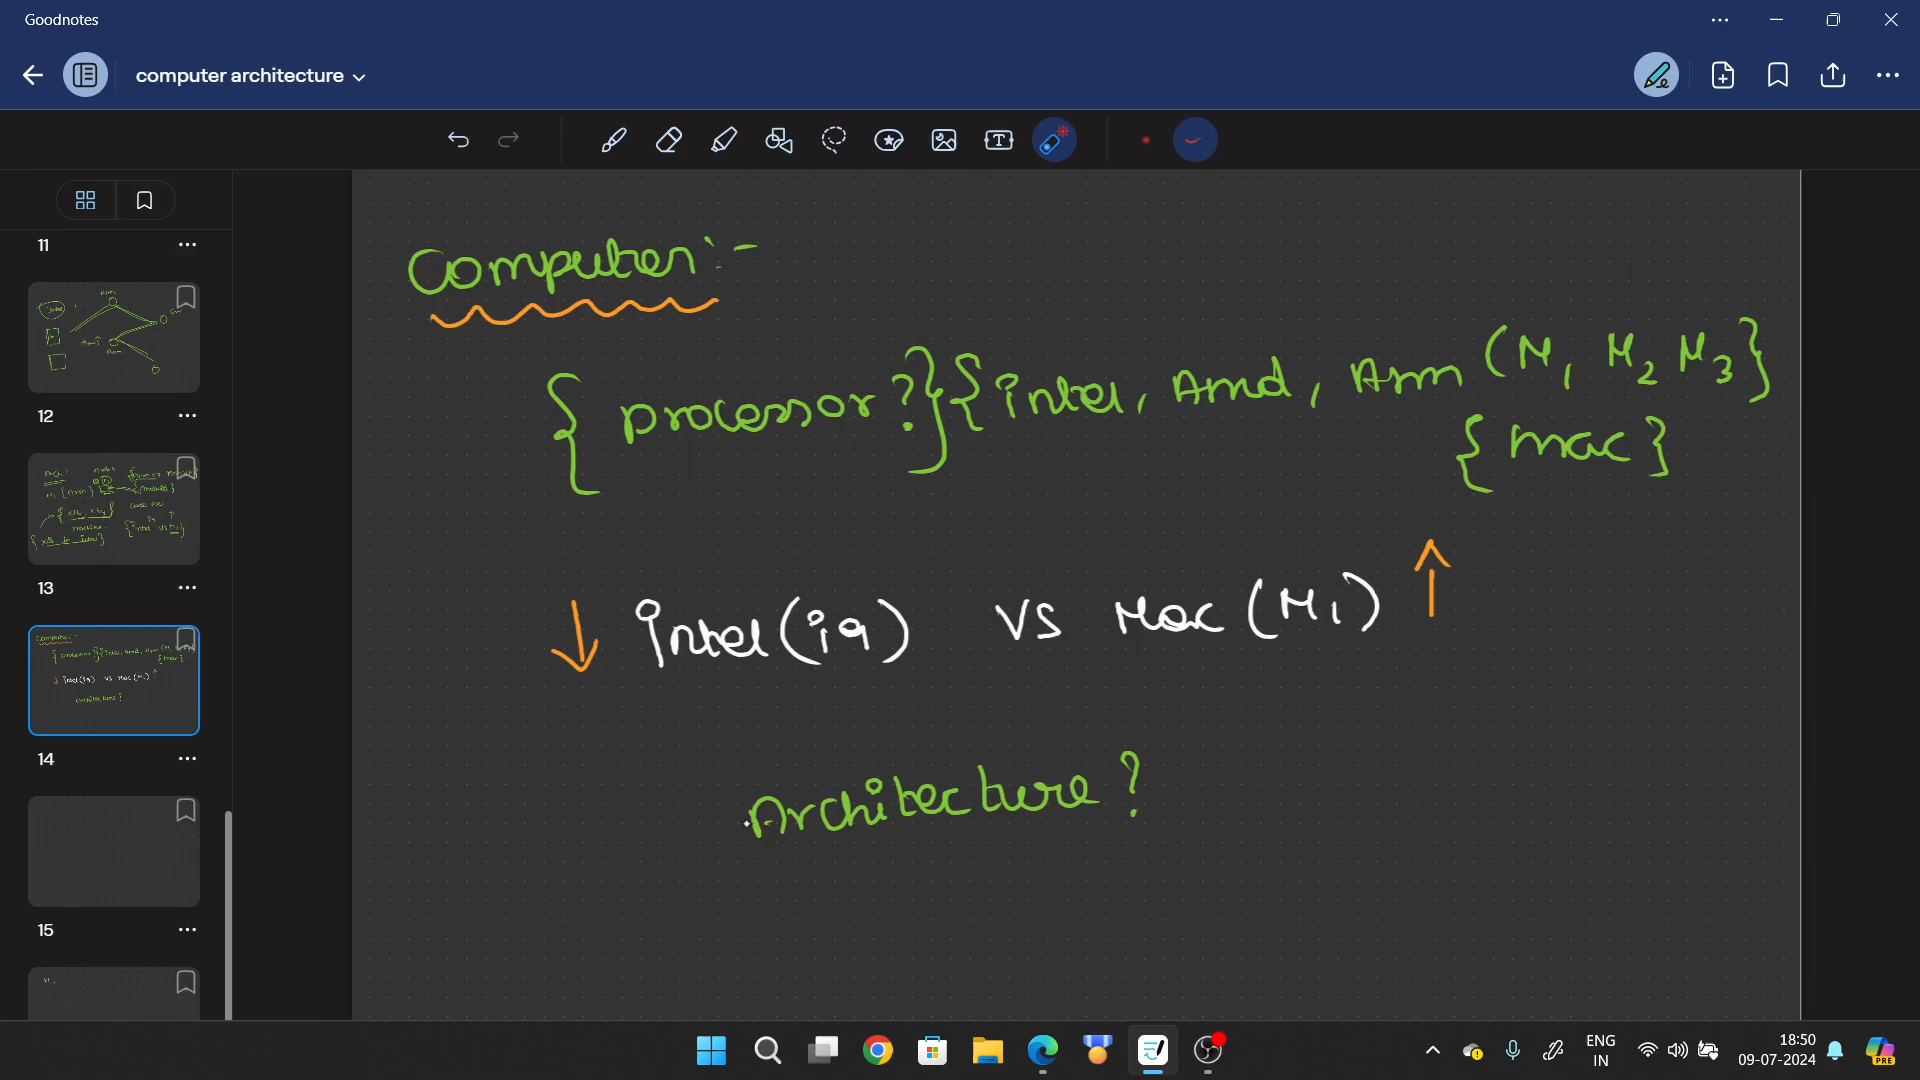 Goodnotes
computer architecture
11
12
13
14
15
Computer:-
{ processor? } { intel, Amd, Arm (M1 M2 M3 }
{ mac }
↓ intel (i9) vs Mac (M1) ↑
Architecture ?
ENG
IN
18:50
09-07-2024
PRE